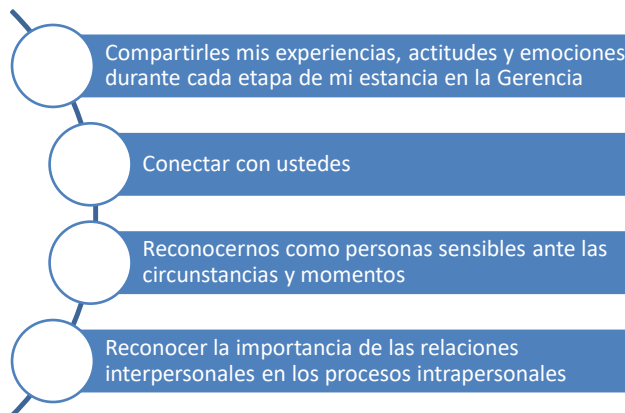 Compartirles mis experiencias, actitudes y emociones
durante cada etapa de mi estancia en la Gerencia
Conectar con ustedes
Reconocernos como personas sensibles ante las
circunstancias y momentos
Reconocer la importancia de las relaciones
interpersonales en los procesos intrapersonales